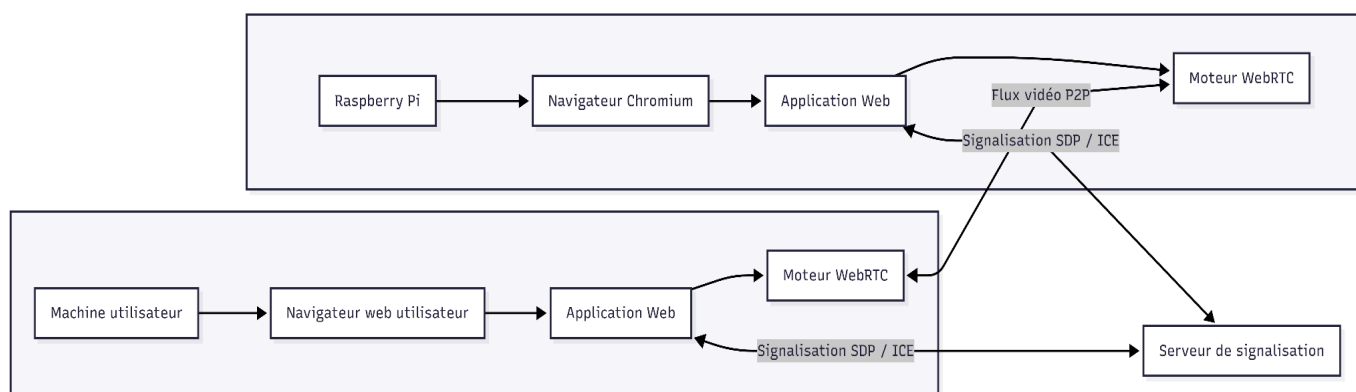 Raspberry Pi
Navigateur Chromium
Application Web
Flux vidéo P2P
Moteur WebRTC
Signalisation SDP / ICE
Machine utilisateur
Navigateur web utilisateur
Application Web
Moteur WebRTC
Signalisation SDP / ICE
Serveur de signalisation